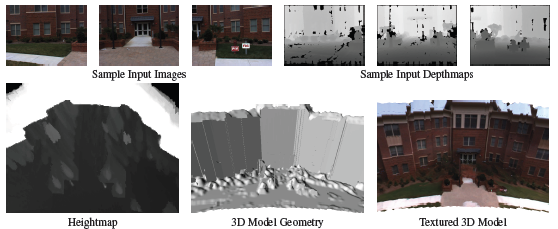 Sample Input Images
Sample Input Depthmaps
Heightmap
3D Model Geometry
Textured 3D Model